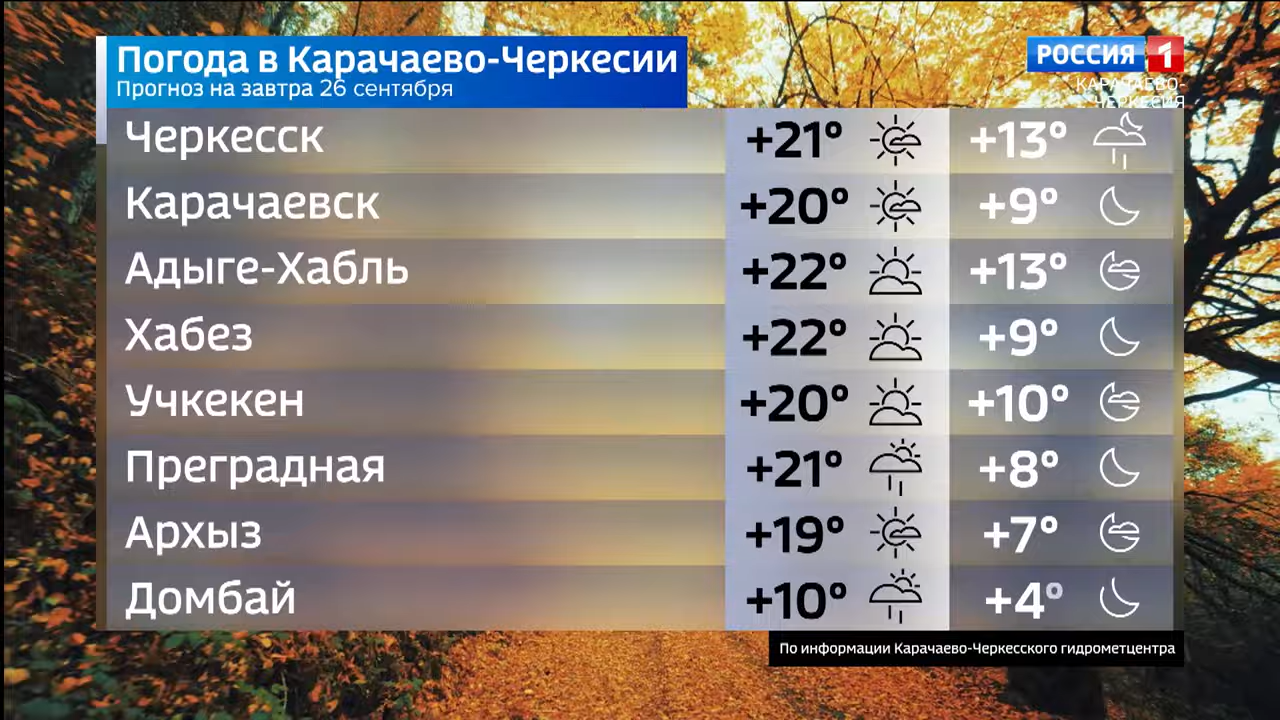 Погода в Карачаево-Черкесии
Прогноз на завтра 26 сентября
РОССИЯ 1
КАРАЧАЕВО-
ЧЕРКЕСИЯ
Черкесск +21° +13°
Карачаевск +20° +9°
Адыге-Хабль +22° +13°
Хабез +22° +9°
Учкекен +20° +10°
Преградная +21° +8°
Архыз +19° +7°
Домбай +10° +4°
По информации Карачаево-Черкесского гидрометцентра